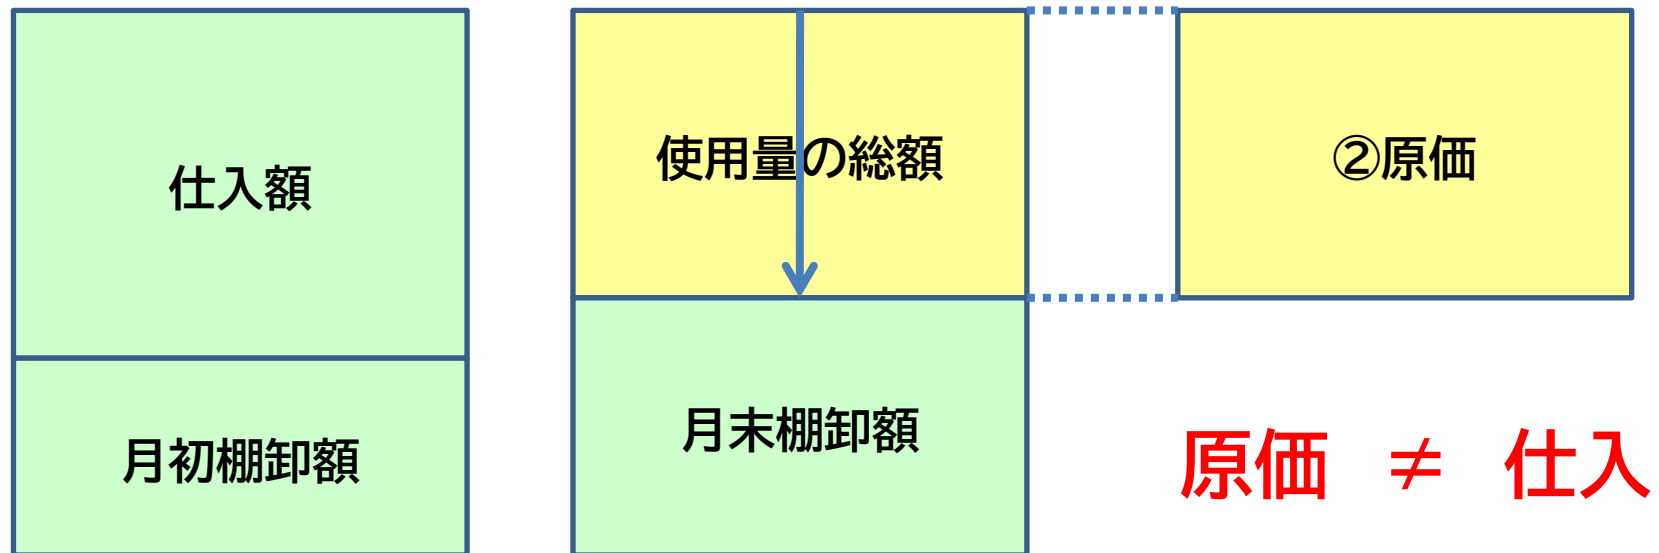 仕入額
月初棚卸額
使用量の総額
月末棚卸額
②原価
原価 ≠ 仕入